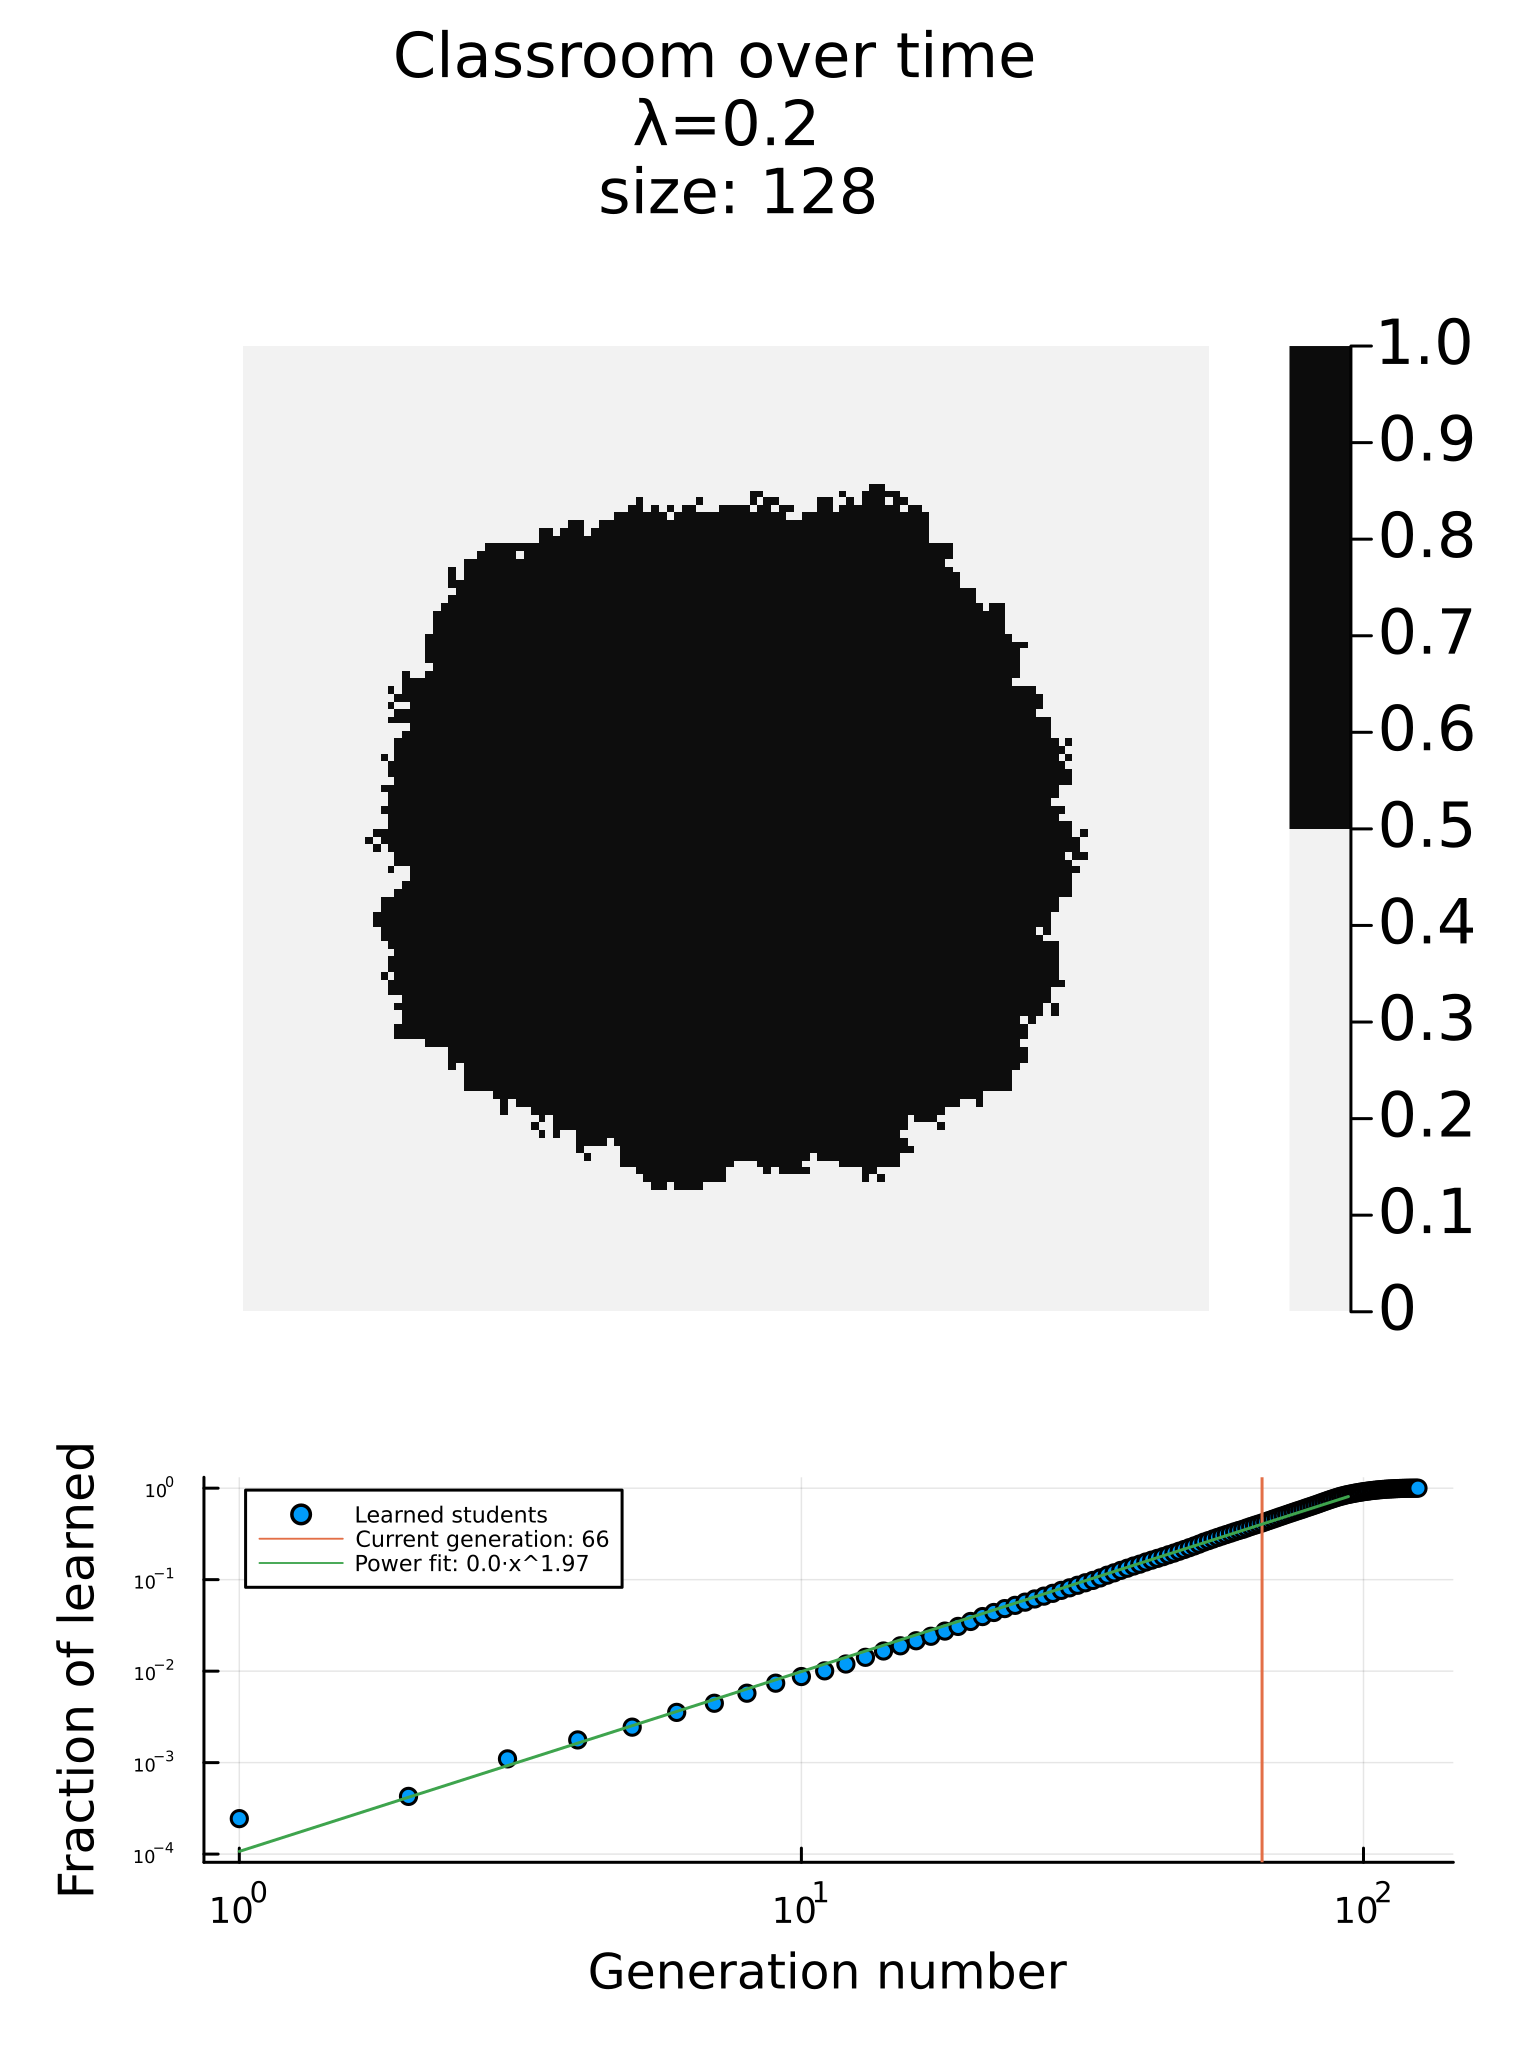 Classroom over time
λ=0.2
size: 128
1.0
0.9
0.8
0.7
0.6
0.5
0.4
0.3
0.2
0.1
0
Fraction of learned
10^0
10^-1
10^-2
10^-3
10^-4
Learned students
Current generation: 66
Power fit: 0.0·x^1.97
10^0
10^1
10^2
Generation number